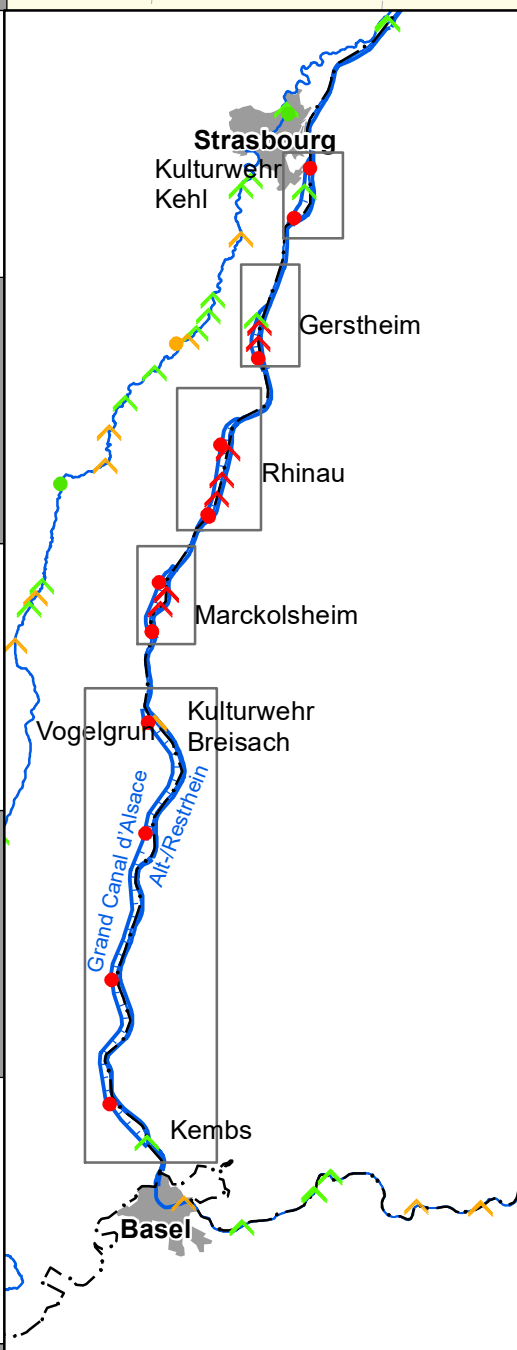 Strasbourg
Kulturwehr
Kehl
Gerstheim
Rhinau
Marckolsheim
Kulturwehr
Breisach
Vogelgrun
Grand Canal d'Alsace
Alt-/Restrhein
Kembs
Basel